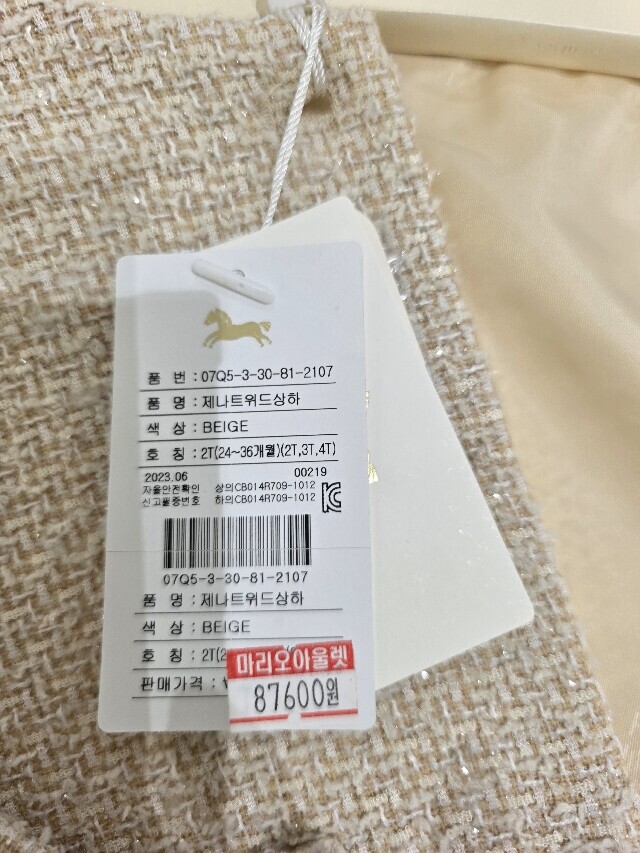 품 번 : 07Q5-3-30-81-2107
품 명 : 제나트위드상하
색 상 : BEIGE
호 칭 : 2T(24~36개월)(2T,3T,4T)
2023.06 00219
자율안전확인 상의CB014R709-1012
신고필증번호 하의CB014R709-1012
07Q5-3-30-81-2107
품 명 : 제나트위드상하
색 상 : BEIGE
호 칭 : 2T(2
판매가격 : ₩
마리오아울렛
87600원